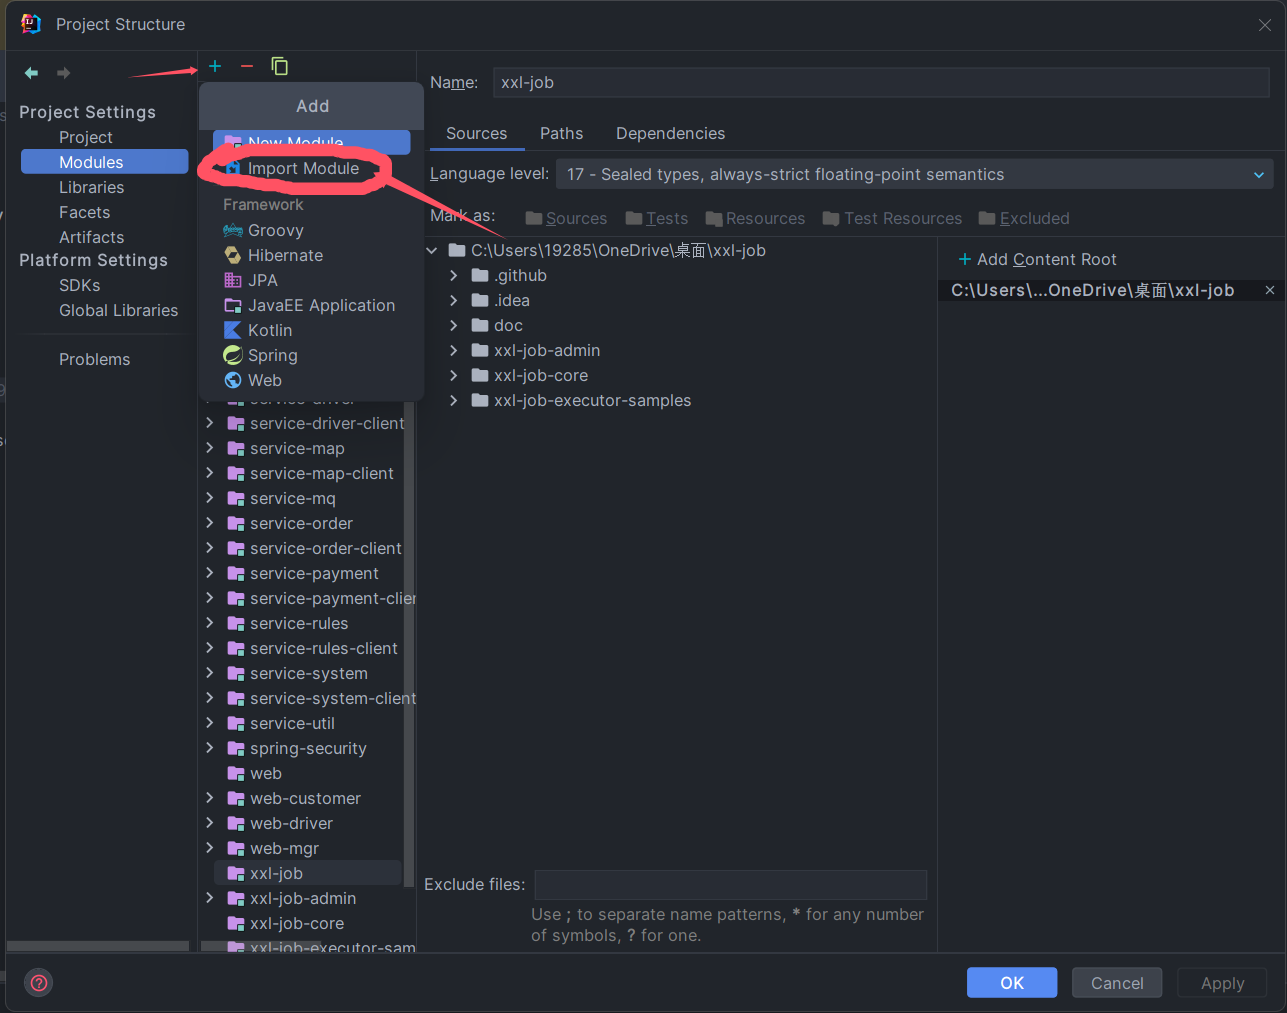 Project Structure
Project Settings
Project
Modules
Libraries
Facets
Artifacts
Platform Settings
SDKs
Global Libraries
Problems
Add
New Module
Import Module
Framework
Groovy
Hibernate
JPA
JavaEE Application
Kotlin
Spring
Web
service-driver
service-driver-client
service-map
service-map-client
service-mq
service-order
service-order-client
service-payment
service-payment-clier
service-rules
service-rules-client
service-system
service-system-client
service-util
spring-security
web
web-customer
web-driver
web-mgr
xxl-job
xxl-job-admin
xxl-job-core
xxl-job-executor-sam
Name: xxl-job
Sources Paths Dependencies
Language level: 17 - Sealed types, always-strict floating-point semantics
Mark as: Sources Tests Resources Test Resources Excluded
C:\Users\19285\OneDrive\桌面\xxl-job
.github
.idea
doc
xxl-job-admin
xxl-job-core
xxl-job-executor-samples
+ Add Content Root
C:\Users\...OneDrive\桌面\xxl-job
Exclude files:
Use ; to separate name patterns, * for any number
of symbols, ? for one.
OK Cancel Apply